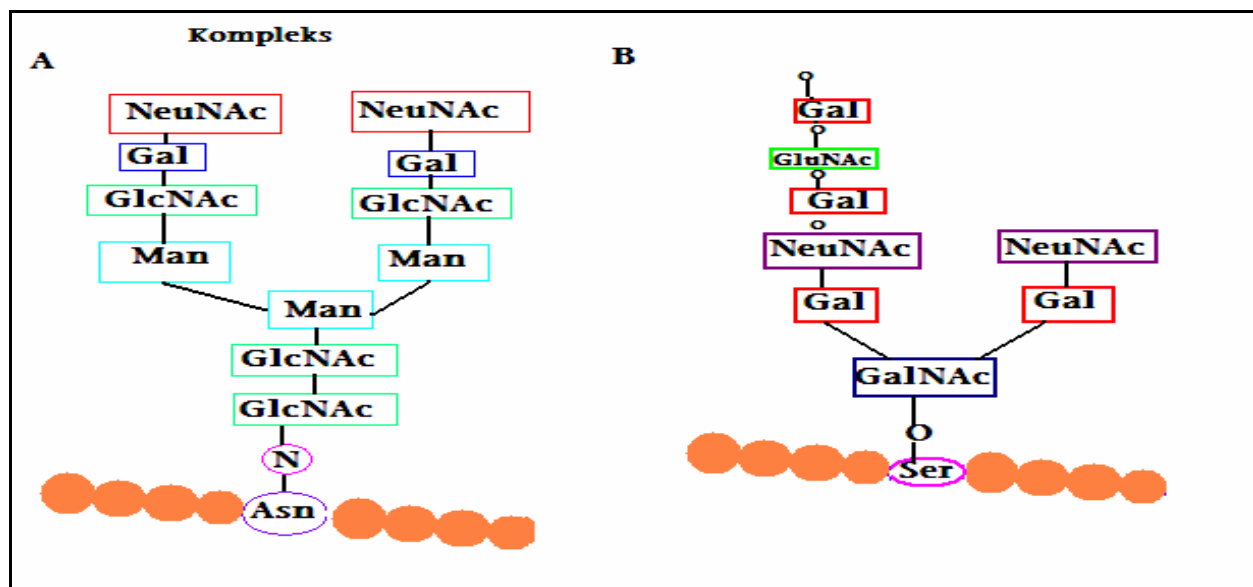 Kompleks
A
NeuNAc
NeuNAc
Gal
Gal
GlcNAc
GlcNAc
Man
Man
Man
GlcNAc
GlcNAc
N
Asn
B
Gal
GluNAc
Gal
NeuNAc
NeuNAc
Gal
Gal
GalNAc
O
Ser